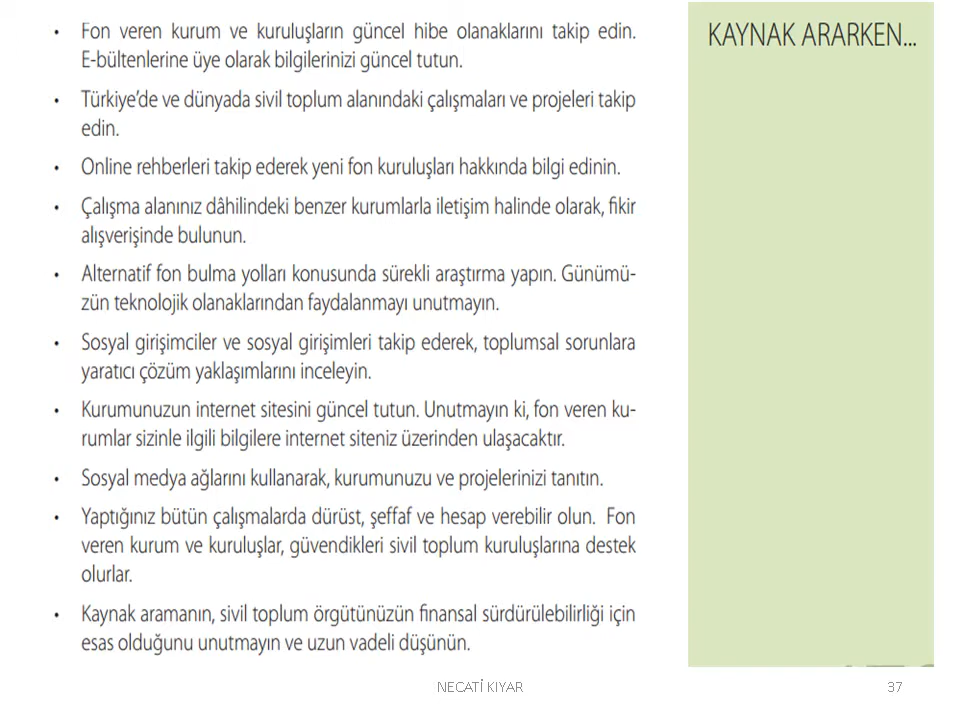 • Fon veren kurum ve kuruluşların güncel hibe olanaklarını takip edin.
E-bültenlerine üye olarak bilgilerinizi güncel tutun.
• Türkiye'de ve dünyada sivil toplum alanındaki çalışmaları ve projeleri takip
edin.
• Online rehberleri takip ederek yeni fon kuruluşları hakkında bilgi edinin.
• Çalışma alanınız dâhilindeki benzer kurumlarla iletişim halinde olarak, fikir
alışverişinde bulunun.
• Alternatif fon bulma yolları konusunda sürekli araştırma yapın. Günümü-
zün teknolojik olanaklarından faydalanmayı unutmayın.
• Sosyal girişimciler ve sosyal girişimleri takip ederek, toplumsal sorunlara
yaratıcı çözüm yaklaşımlarını inceleyin.
• Kurumunuzun internet sitesini güncel tutun. Unutmayın ki, fon veren ku-
rumlar sizinle ilgili bilgilere internet siteniz üzerinden ulaşacaktır.
• Sosyal medya ağlarını kullanarak, kurumunuzu ve projelerinizi tanıtın.
• Yaptığınız bütün çalışmalarda dürüst, şeffaf ve hesap verebilir olun. Fon
veren kurum ve kuruluşlar, güvendikleri sivil toplum kuruluşlarına destek
olurlar.
• Kaynak aramanın, sivil toplum örgütünüzün finansal sürdürülebilirliği için
esas olduğunu unutmayın ve uzun vadeli düşünün.
KAYNAK ARARKEN...
NECATİ KIYAR
37